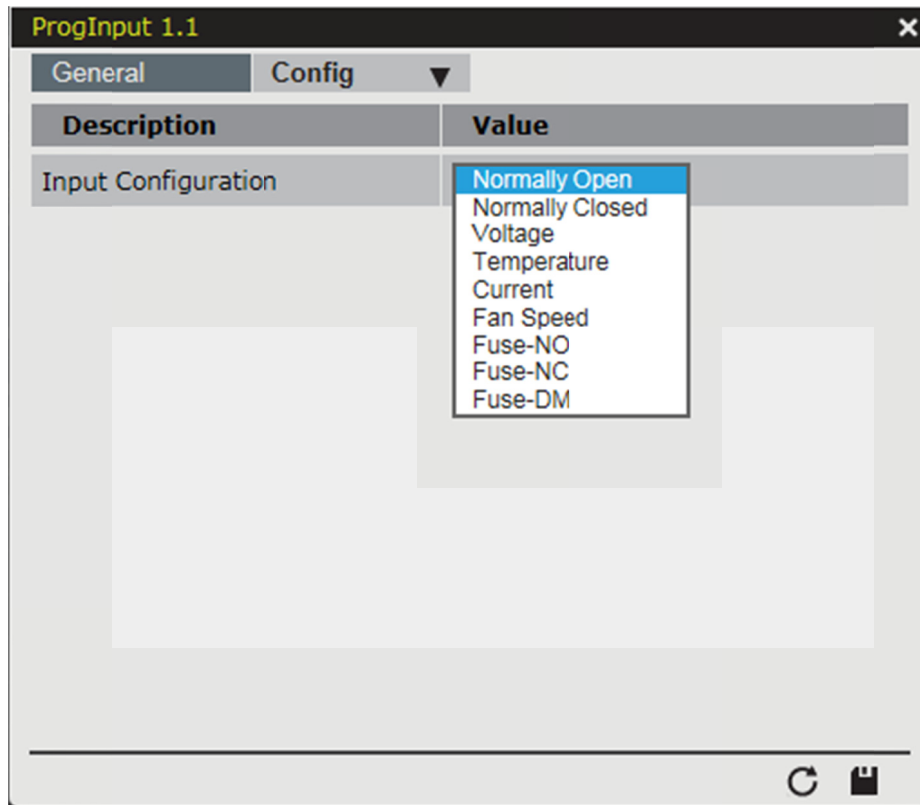 ProgInput 1.1
General Config
Description Value
Input Configuration Normally Open
Normally Closed
Voltage
Temperature
Current
Fan Speed
Fuse-NO
Fuse-NC
Fuse-DM